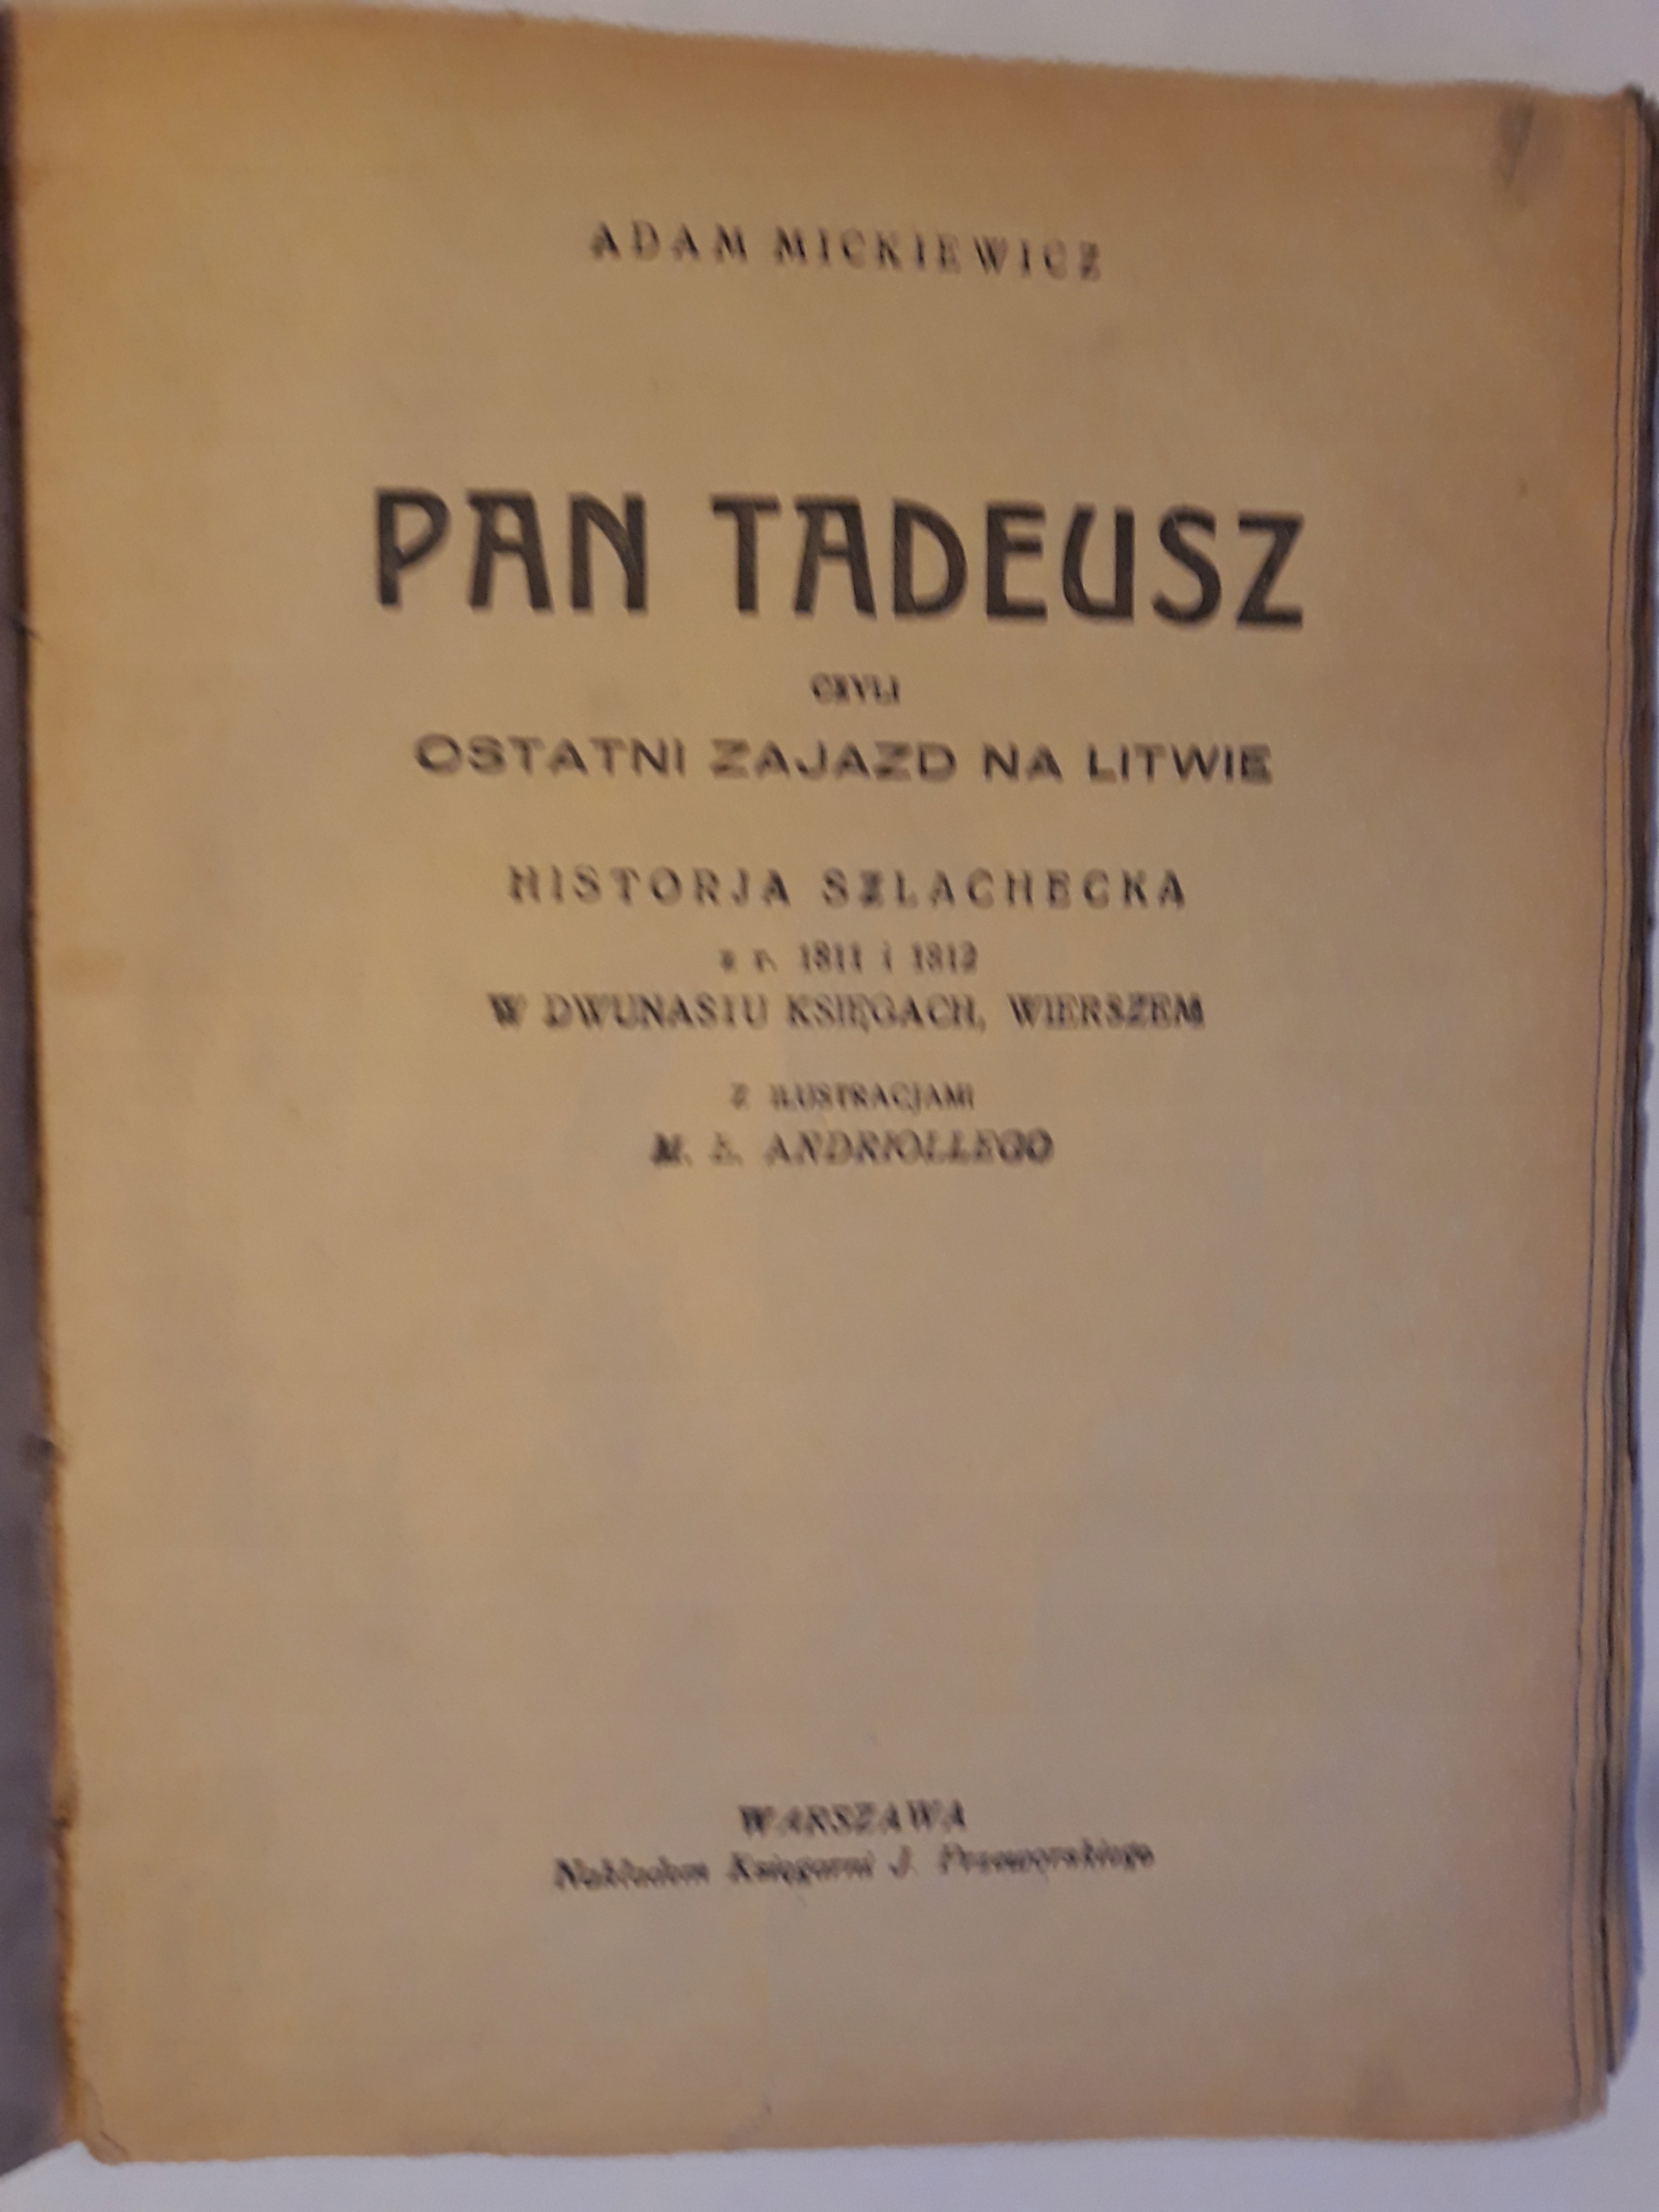 ADAM MICKIEWICZ
PAN TADEUSZ
CZYLI
OSTATNI ZAJAZD NA LITWIE
HISTORJA SZLACHECKA
z r. 1811 i 1812
W DWUNASTU KSIĘGACH, WIERSZEM
Z ILUSTRACJAMI
M. E. ANDRIOLLEGO
WARSZAWA
Nakładem Księgarni J. Przeworskiego